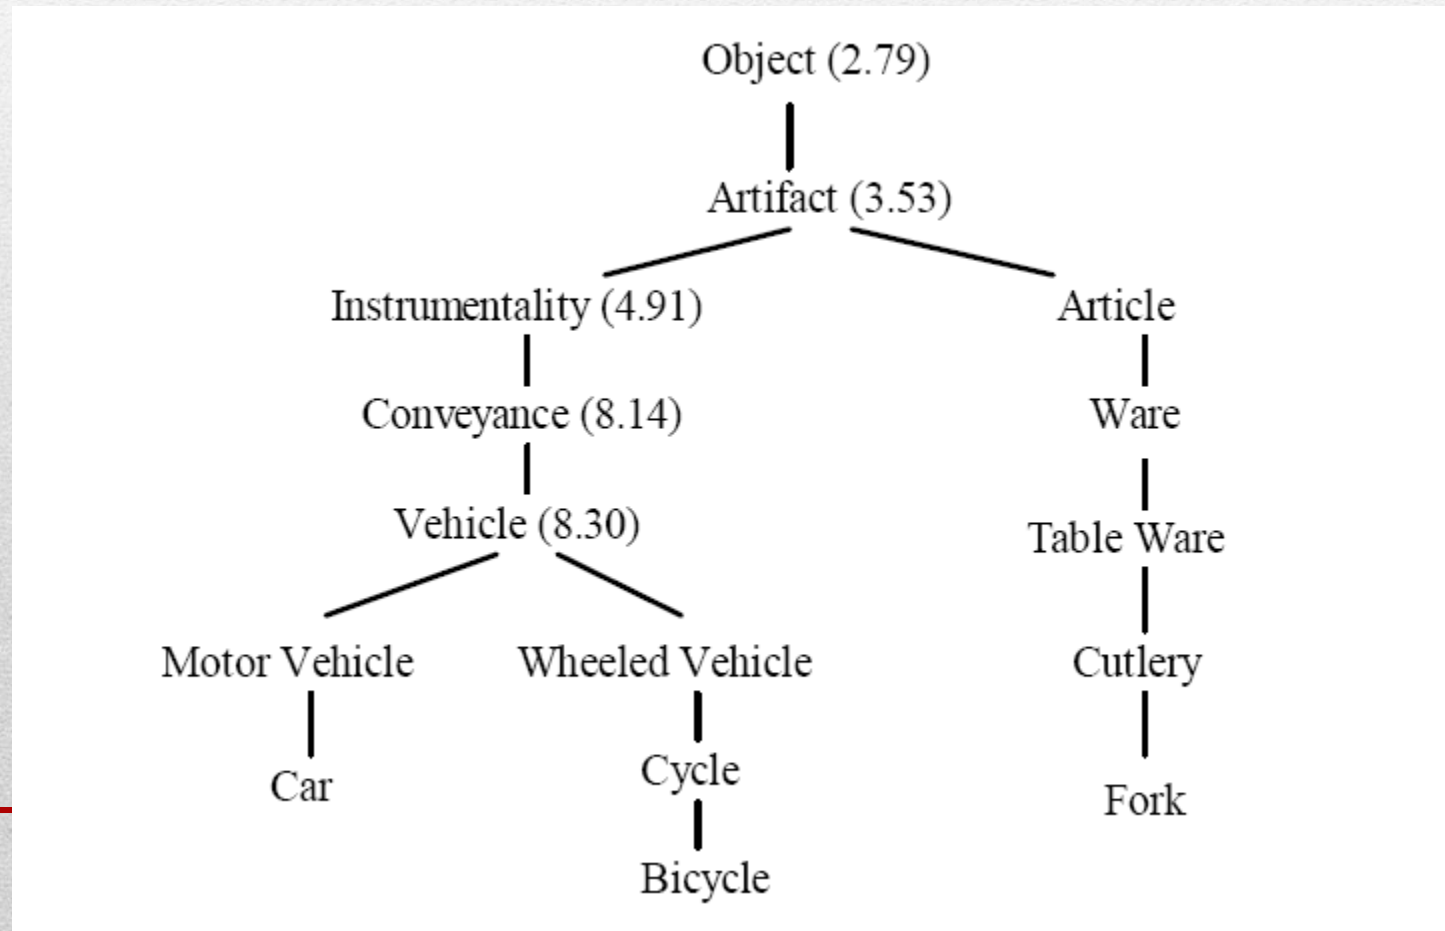 Object (2.79)
Artifact (3.53)
Instrumentality (4.91)
Article
Conveyance (8.14)
Ware
Vehicle (8.30)
Table Ware
Motor Vehicle
Wheeled Vehicle
Cutlery
Car
Cycle
Fork
Bicycle